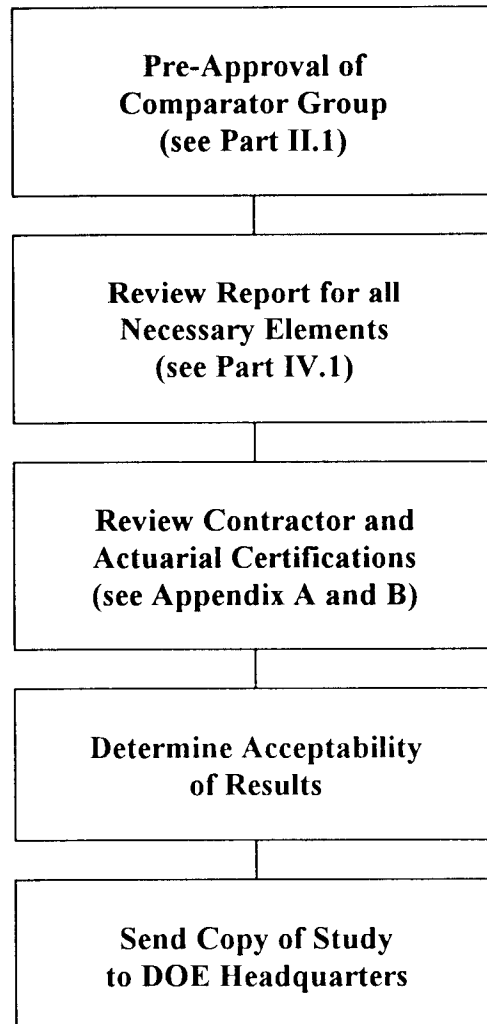 Pre-Approval of
Comparator Group
(see Part II.1)
Review Report for all
Necessary Elements
(see Part IV.1)
Review Contractor and
Actuarial Certifications
(see Appendix A and B)
Determine Acceptability
of Results
Send Copy of Study
to DOE Headquarters